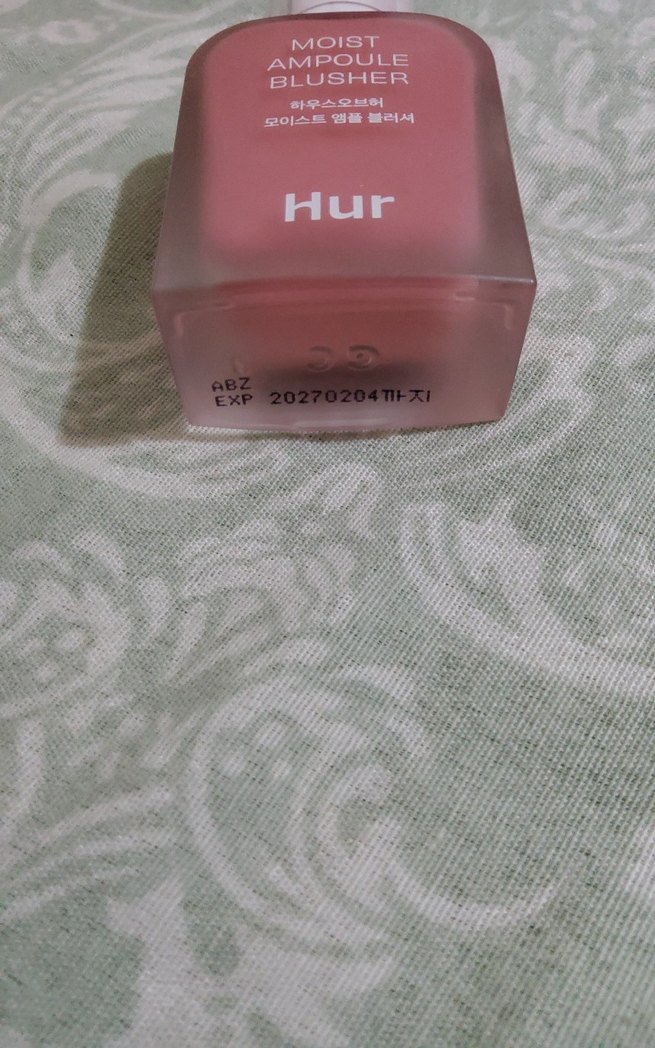 MOIST
AMPOULE
BLUSHER
하우스오브허
모이스트 앰플 블러셔
Hur
ABZ
EXP 20270204까지